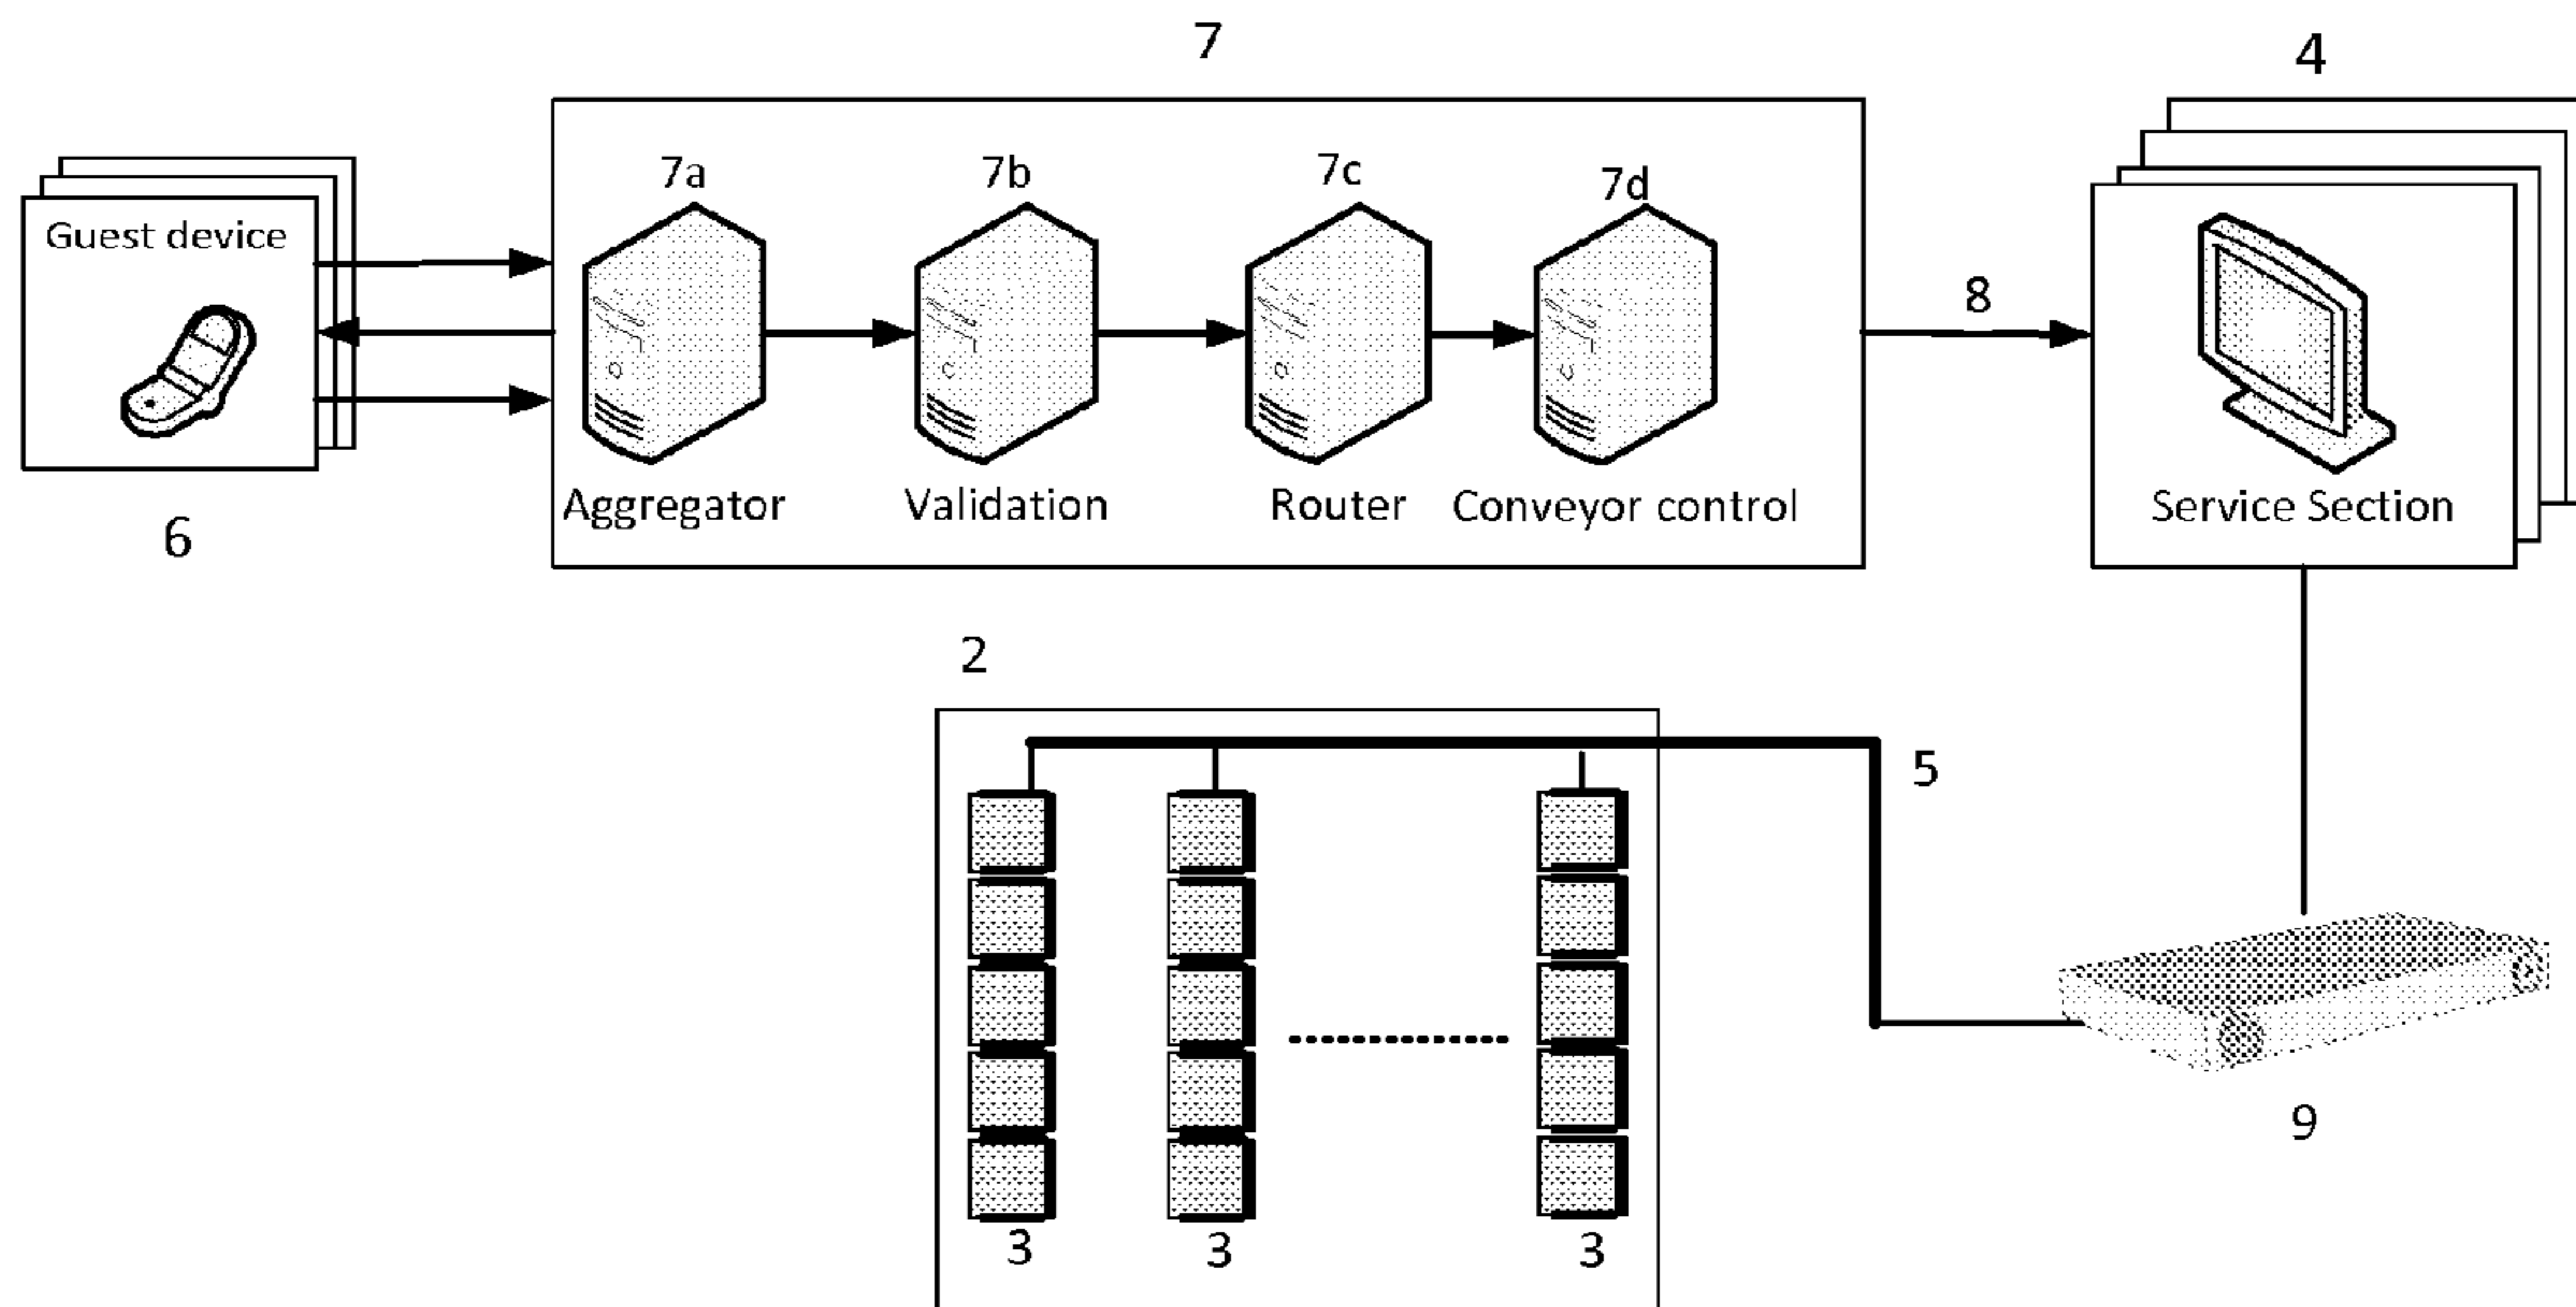 7
4
7a
7b
7c
7d
Guest device
8
Aggregator
Validation
Router
Conveyor control
Service Section
6
2
5
9
3
3
3